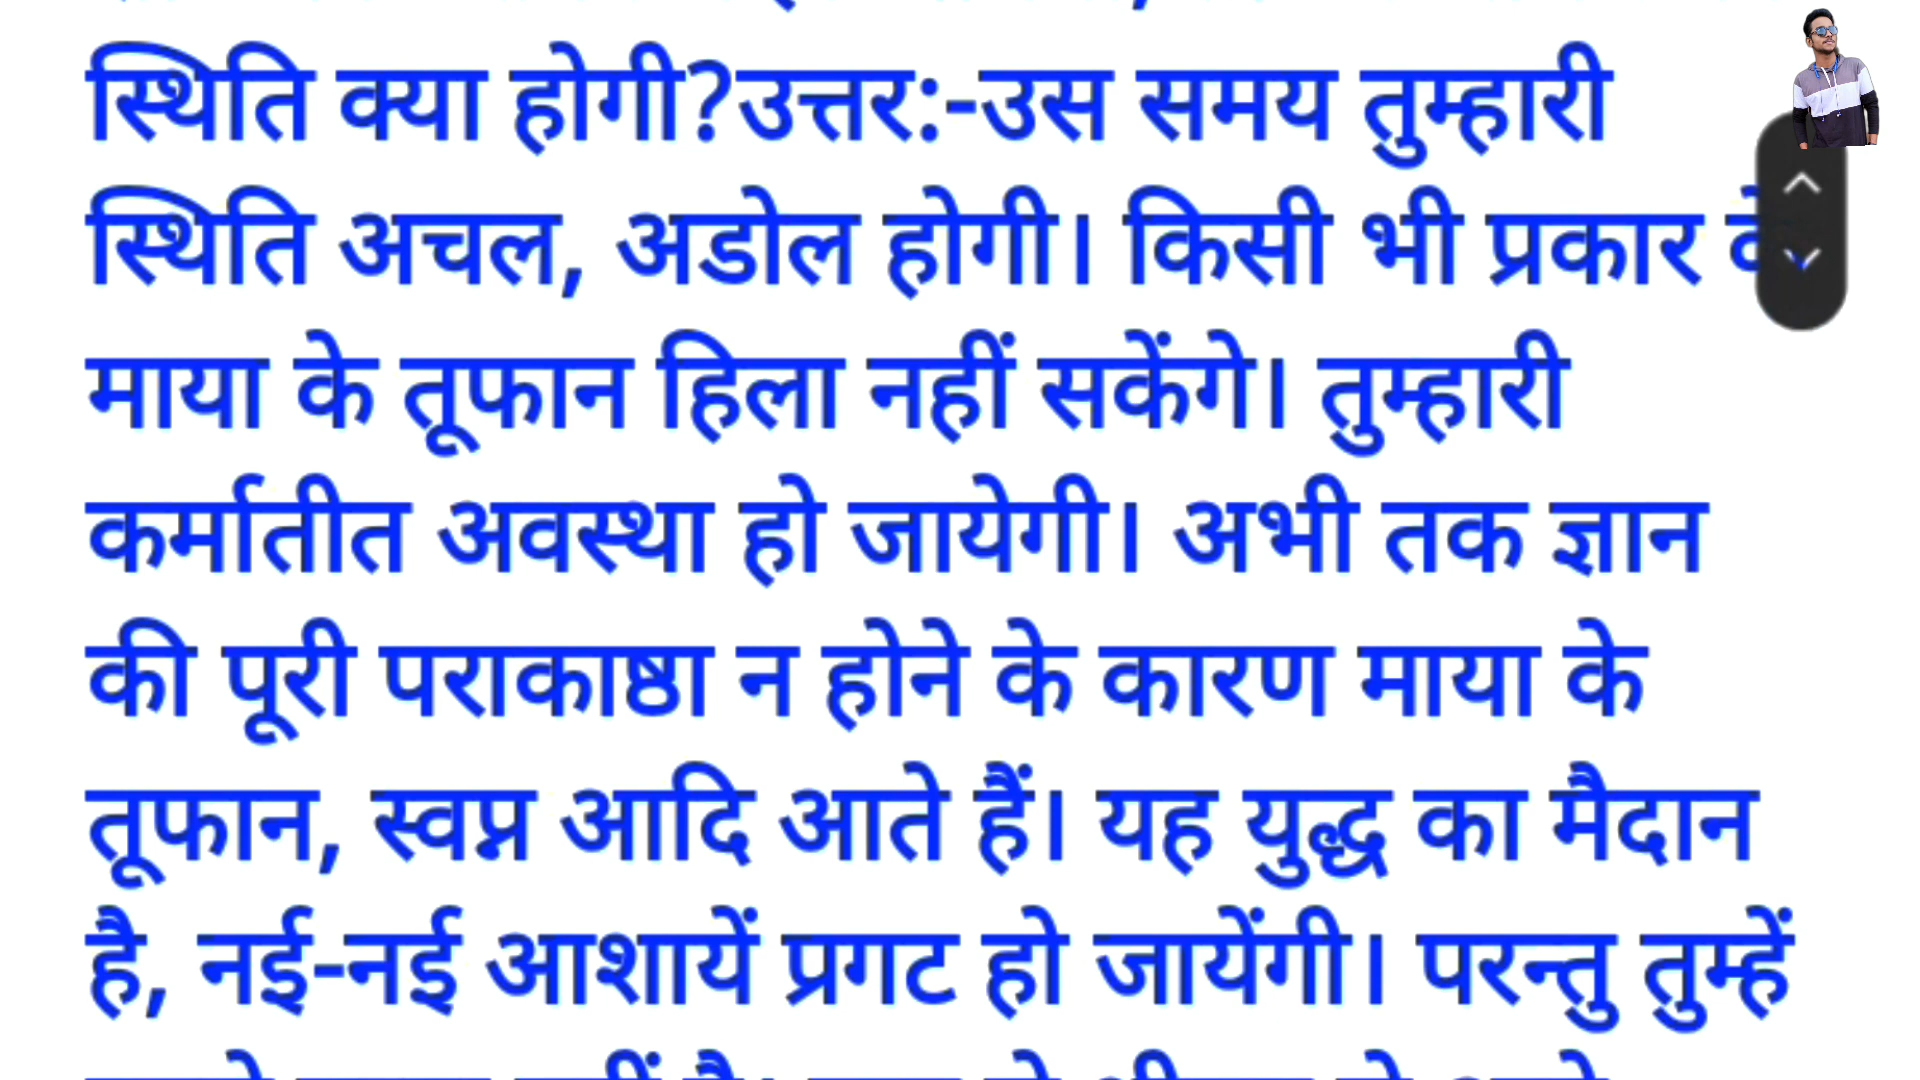 स्थिति क्या होगी?उत्तर:-उस समय तुम्हारी
स्थिति अचल, अडोल होगी। किसी भी प्रकार
माया के तूफान हिला नहीं सकेंगे। तुम्हारी
कर्मातीत अवस्था हो जायेगी। अभी तक ज्ञान
की पूरी पराकाष्ठा न होने के कारण माया के
तूफान, स्वप्न आदि आते हैं। यह युद्ध का मैदान
है, नई-नई आशायें प्रगट हो जायेंगी। परन्तु तुम्हें